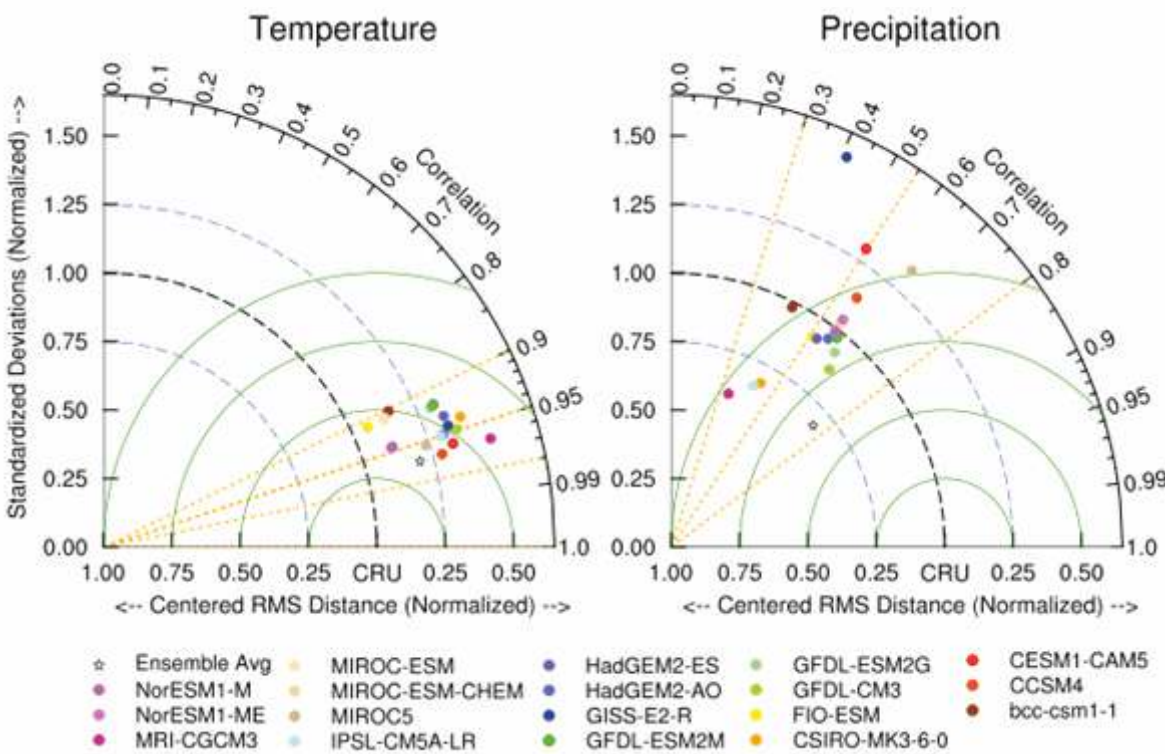 Temperature
Precipitation
Standardized Deviations (Normalized) -->
1.50
1.25
1.00
0.75
0.50
0.25
0.00
0.0
0.1
0.2
0.3
0.4
0.5
0.6
0.7
0.8
0.9
0.95
0.99
1.0
Correlation
1.00 0.75 0.50 0.25 CRU 0.25 0.50
<-- Centered RMS Distance (Normalized) -->
1.50
1.25
1.00
0.75
0.50
0.25
0.00
0.0
0.1
0.2
0.3
0.4
0.5
0.6
0.7
0.8
0.9
0.95
0.99
1.0
Correlation
1.00 0.75 0.50 0.25 CRU 0.25 0.50
<-- Centered RMS Distance (Normalized) -->
Ensemble Avg
NorESM1-M
NorESM1-ME
MRI-CGCM3
MIROC-ESM
MIROC-ESM-CHEM
MIROC5
IPSL-CM5A-LR
HadGEM2-ES
HadGEM2-AO
GISS-E2-R
GFDL-ESM2M
GFDL-ESM2G
GFDL-CM3
FIO-ESM
CSIRO-MK3-6-0
CESM1-CAM5
CCSM4
bcc-csm1-1